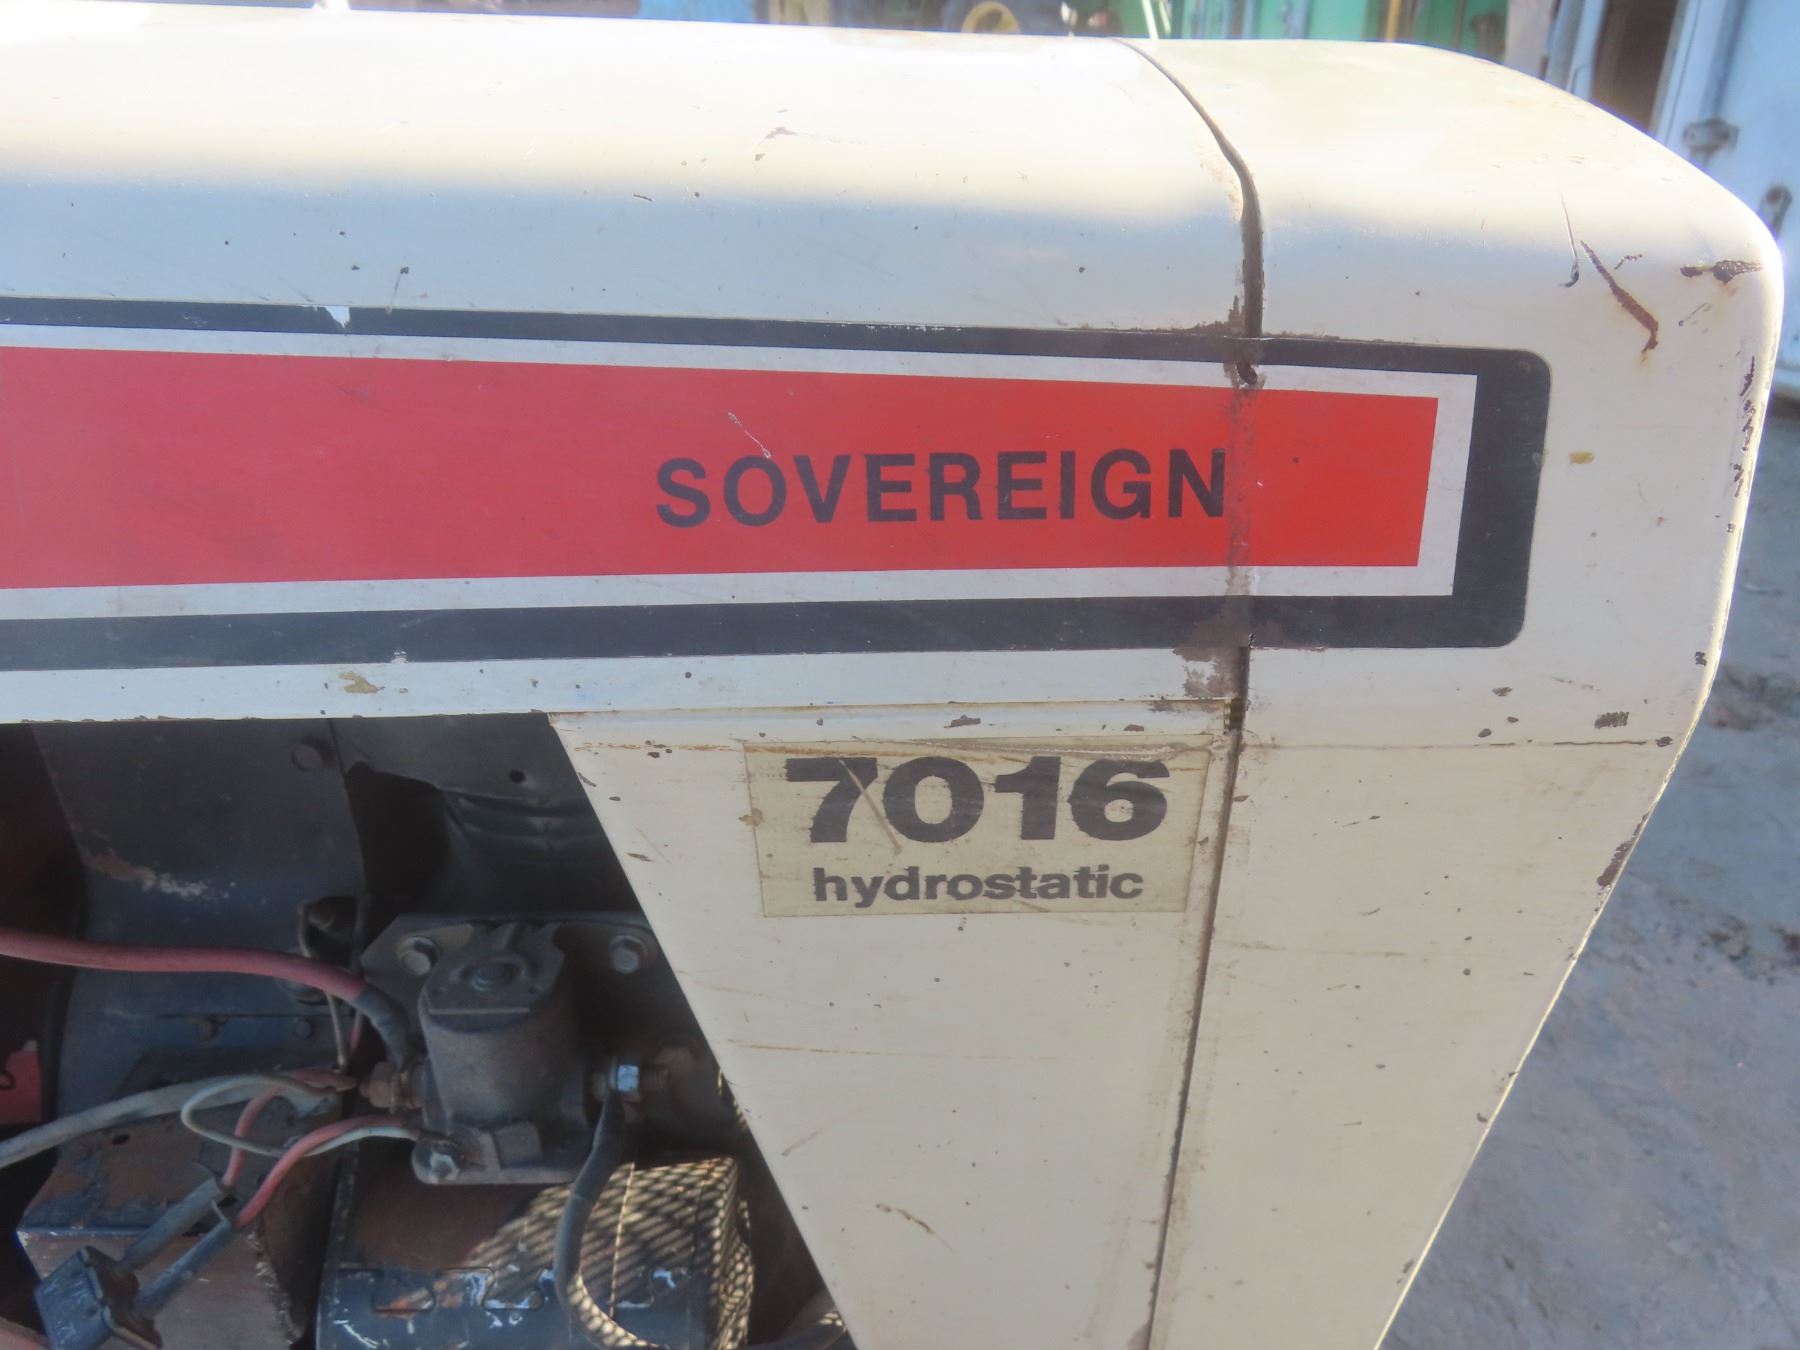 SOVEREIGN
7016
hydrostatic